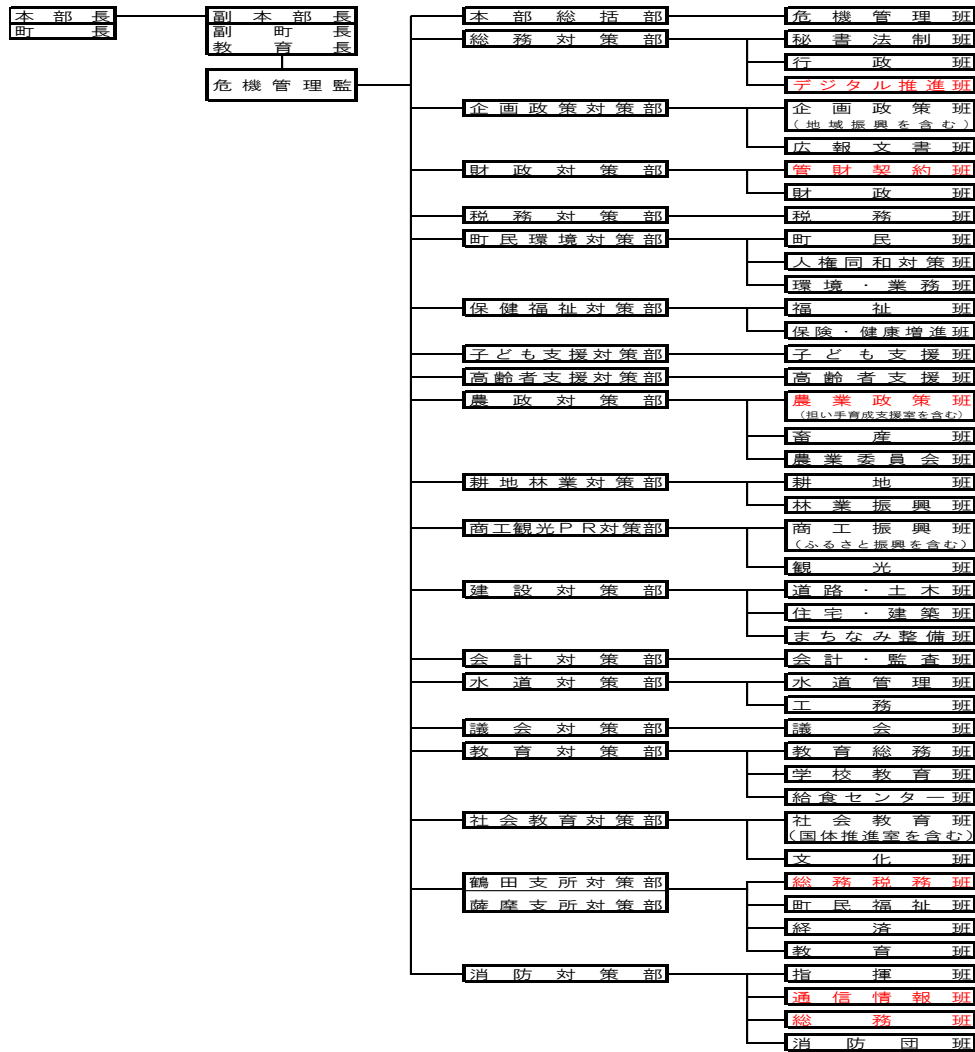 本部長
町長
副本部長
副町長
教育長
危機管理監
本部総括部
危機管理班
総務対策部
秘書法制班
行政班
デジタル推進班
企画政策対策部
企画政策班
(地域振興を含む)
広報文書班
財政対策部
管財契約班
財政班
税務対策部
税務班
町民環境対策部
町民班
人権同和対策班
環境・業務班
保健福祉対策部
福祉班
保険・健康増進班
子ども支援対策部
子ども支援班
高齢者支援対策部
高齢者支援班
農政対策部
農業政策班
(担い手育成支援室を含む)
畜産班
農業委員会班
耕地林業対策部
耕地班
林業振興班
商工観光PR対策部
商工振興班
(ふるさと振興を含む)
観光班
建設対策部
道路・土木班
住宅・建築班
まちなみ整備班
会計対策部
会計・監査班
水道対策部
水道管理班
工務班
議会対策部
議会班
教育対策部
教育総務班
学校教育班
給食センター班
社会教育対策部
社会教育班
(国体推進室を含む)
文化班
鶴田支所対策部
薩摩支所対策部
総務税務班
町民福祉班
経済班
教育班
消防対策部
指揮班
通信情報班
総務班
消防団班